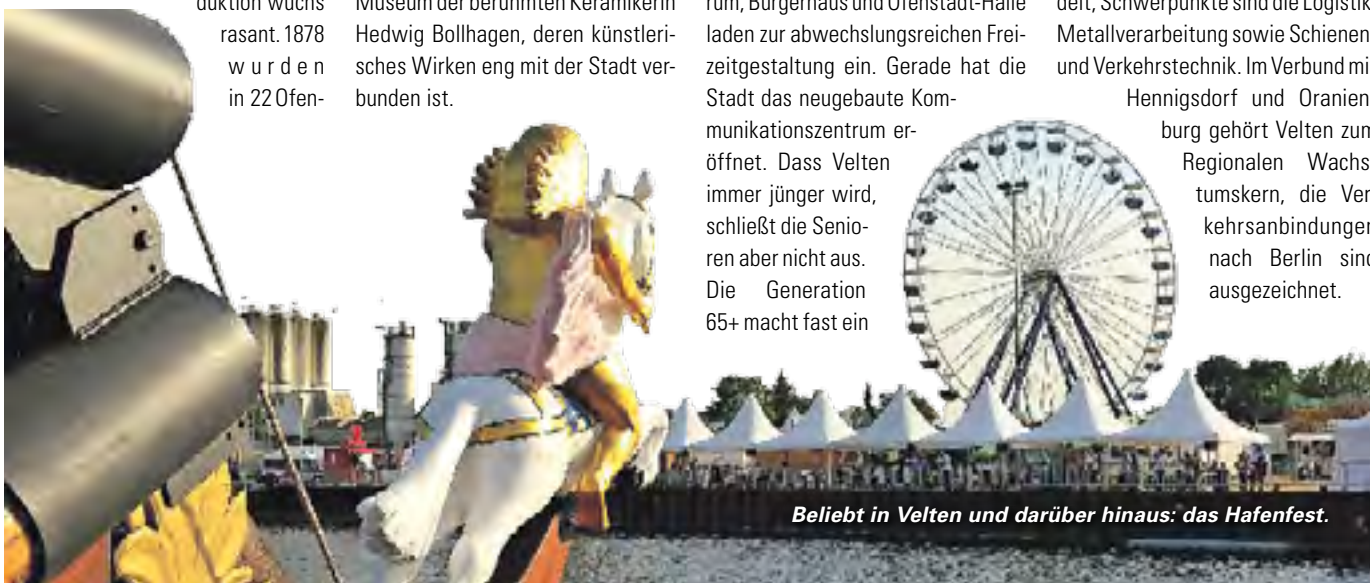 duktion wuchs
rasant. 1878
wurden
in 22 Ofen-
Museum der berühmten Keramikerin
Hedwig Bollhagen, deren künstleri-
sches Wirken eng mit der Stadt ver-
bunden ist.
rum, Bürgerhaus und Ofenstadt-Halle
laden zur abwechslungsreichen Frei-
zeitgestaltung ein. Gerade hat die
Stadt das neugebaute Kom-
munikationszentrum er-
öffnet. Dass Velten
immer jünger wird,
schließt die Senio-
ren aber nicht aus.
Die Generation
65+ macht fast ein
delt, Schwerpunkte sind die Logistik
Metallverarbeitung sowie Schienen
und Verkehrstechnik. Im Verbund mi
Hennigsdorf und Oranien
burg gehört Velten zum
Regionalen Wachs
tumskern, die Ver
kehrsanbindungen
nach Berlin sind
ausgezeichnet.
Beliebt in Velten und darüber hinaus: das Hafenfest.